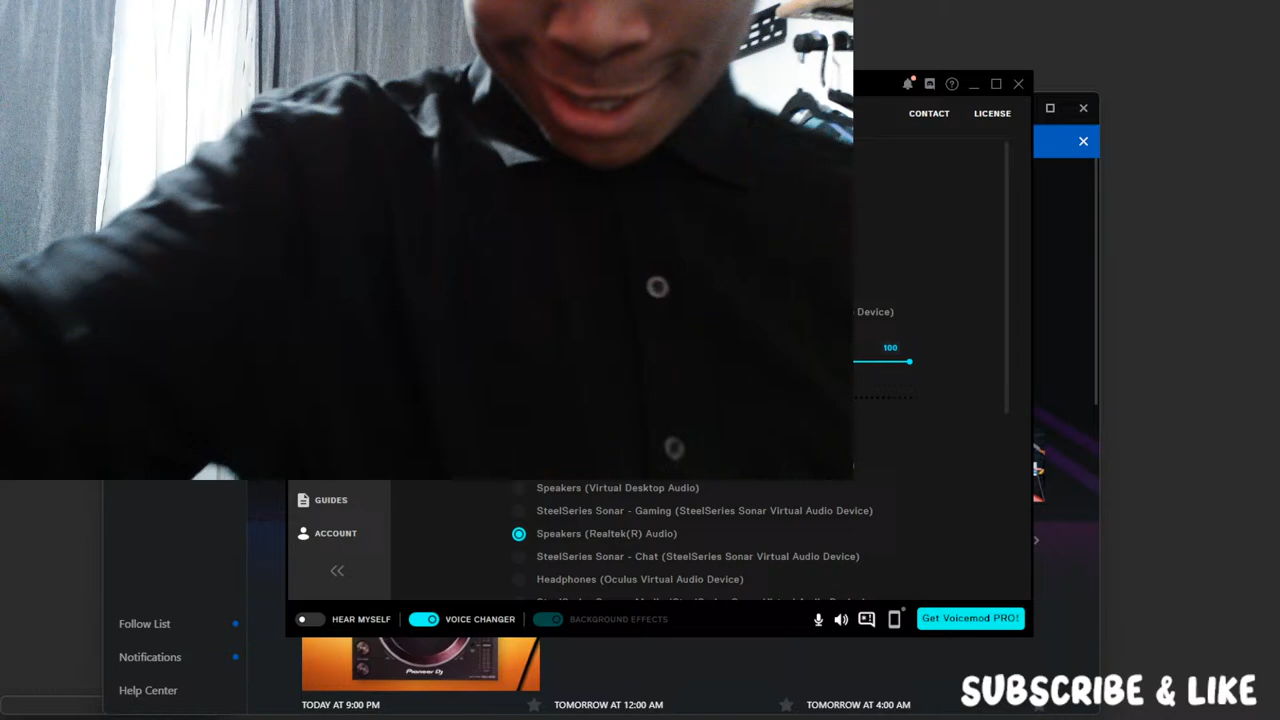 CONTACT
LICENSE
Device)
100
Speakers (Virtual Desktop Audio)
GUIDES
SteelSeries Sonar - Gaming (SteelSeries Sonar Virtual Audio Device)
ACCOUNT
Speakers (Realtek(R) Audio)
SteelSeries Sonar - Chat (SteelSeries Sonar Virtual Audio Device)
Headphones (Oculus Virtual Audio Device)
HEAR MYSELF
VOICE CHANGER
BACKGROUND EFFECTS
Get Voicemod PRO!
Follow List
Notifications
Help Center
Pioneer Dj
TODAY AT 9:00 PM
TOMORROW AT 12:00 AM
TOMORROW AT 4:00 AM
SUBSCRIBE & LIKE